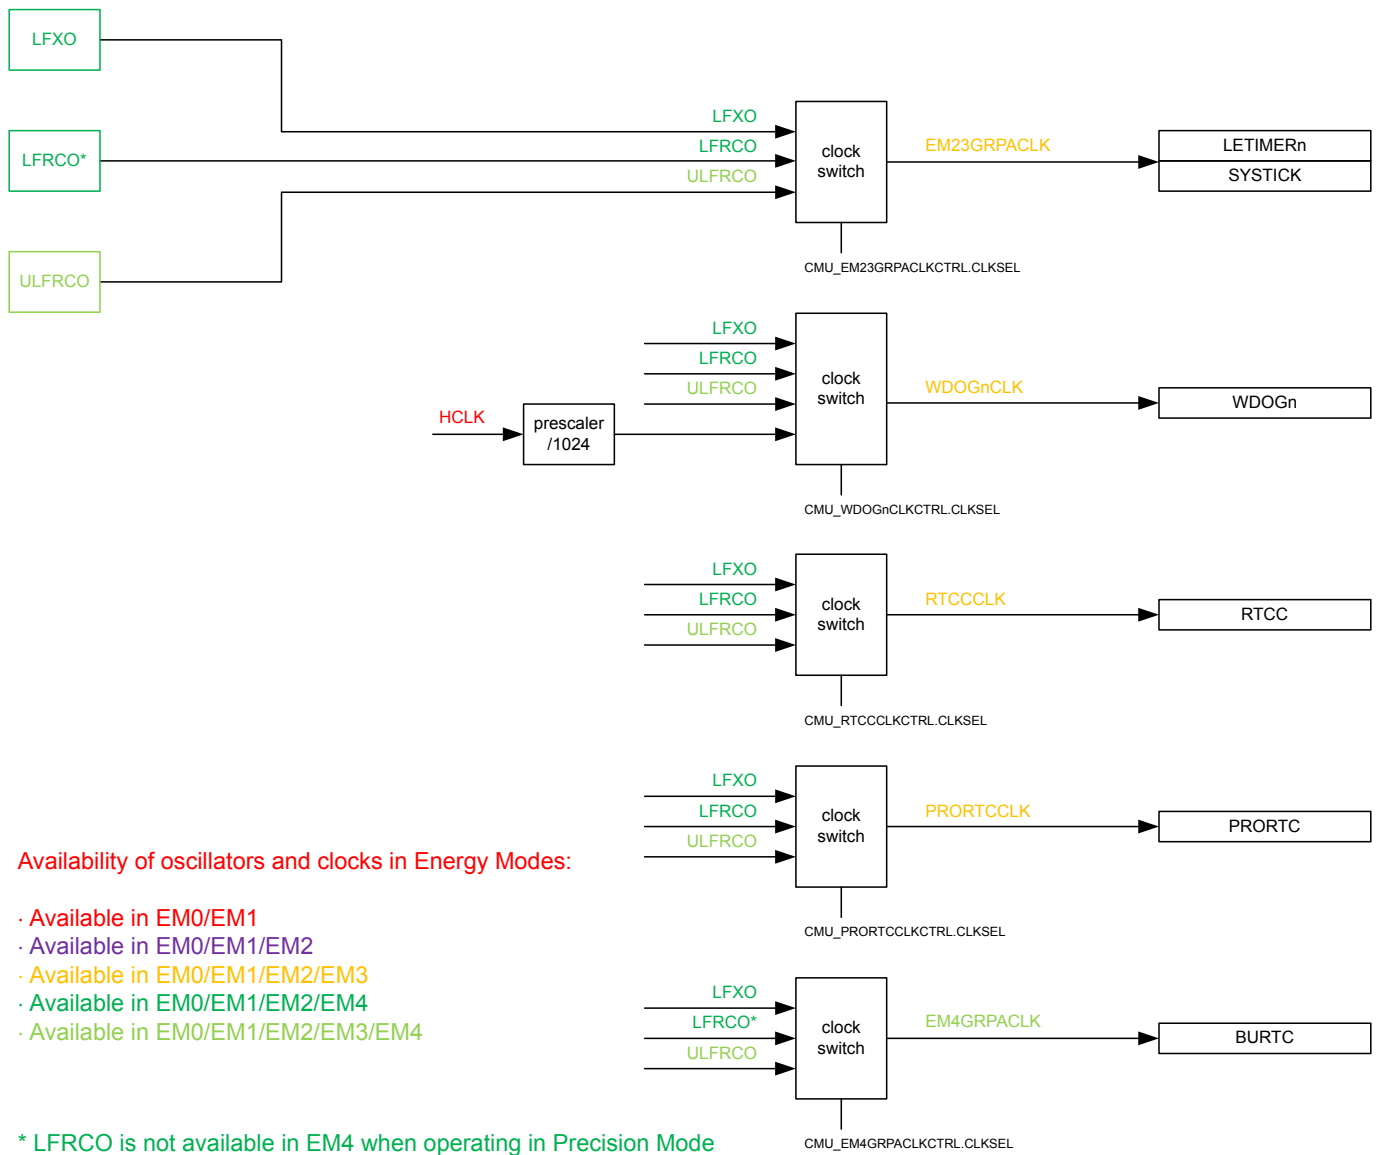 LFXO
LFRCO*
ULFRCO
LFXO
LFRCO
ULFRCO
clock
switch
EM23GRPACLK
LETIMERn
SYSTICK
CMU_EM23GRPACLKCTRL.CLKSEL
LFXO
LFRCO
ULFRCO
HCLK
prescaler
/1024
clock
switch
WDOGnCLK
WDOGn
CMU_WDOGnCLKCTRL.CLKSEL
LFXO
LFRCO
ULFRCO
clock
switch
RTCCCLK
RTCC
CMU_RTCCCLKCTRL.CLKSEL
LFXO
LFRCO
ULFRCO
clock
switch
PRORTCCLK
PRORTC
CMU_PRORTCCLKCTRL.CLKSEL
LFXO
LFRCO*
ULFRCO
clock
switch
EM4GRPACLK
BURTC
CMU_EM4GRPACLKCTRL.CLKSEL
Availability of oscillators and clocks in Energy Modes:
· Available in EM0/EM1
· Available in EM0/EM1/EM2
· Available in EM0/EM1/EM2/EM3
· Available in EM0/EM1/EM2/EM4
· Available in EM0/EM1/EM2/EM3/EM4
* LFRCO is not available in EM4 when operating in Precision Mode